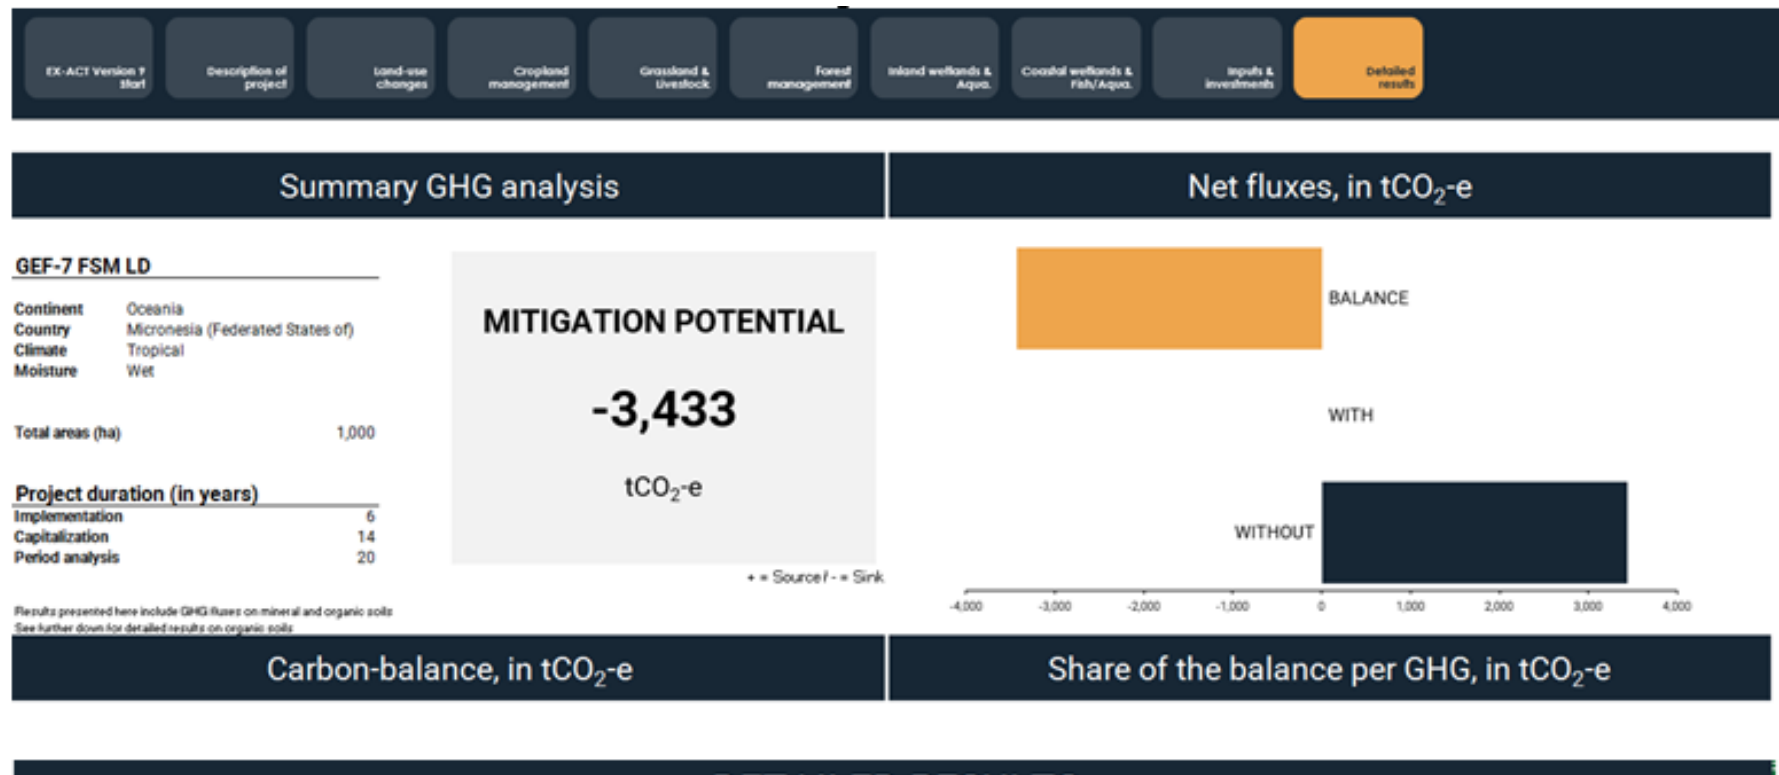 EX-ACT Version 9
Start
Description of
project
Land-use
changes
Cropland
management
Grassland &
Livestock
Forest
management
Inland wetlands &
Aqua.
Coastal wetlands &
Fish/Aqua.
Inputs &
investments
Detailed
results
Summary GHG analysis
Net fluxes, in tCO₂-e
GEF-7 FSM LD
Continent Oceania
Country Micronesia (Federated States of)
Climate Tropical
Moisture Wet
Total areas (ha) 1,000
Project duration (in years)
Implementation 6
Capitalization 14
Period analysis 20
MITIGATION POTENTIAL
-3,433
tCO₂-e
+ = Source / - = Sink
Results presented here include GHG fluxes on mineral and organic soils
See further down for detailed results on organic soils
BALANCE
WITH
WITHOUT
-4,000 -3,000 -2,000 -1,000 0 1,000 2,000 3,000 4,000
Carbon-balance, in tCO₂-e
Share of the balance per GHG, in tCO₂-e